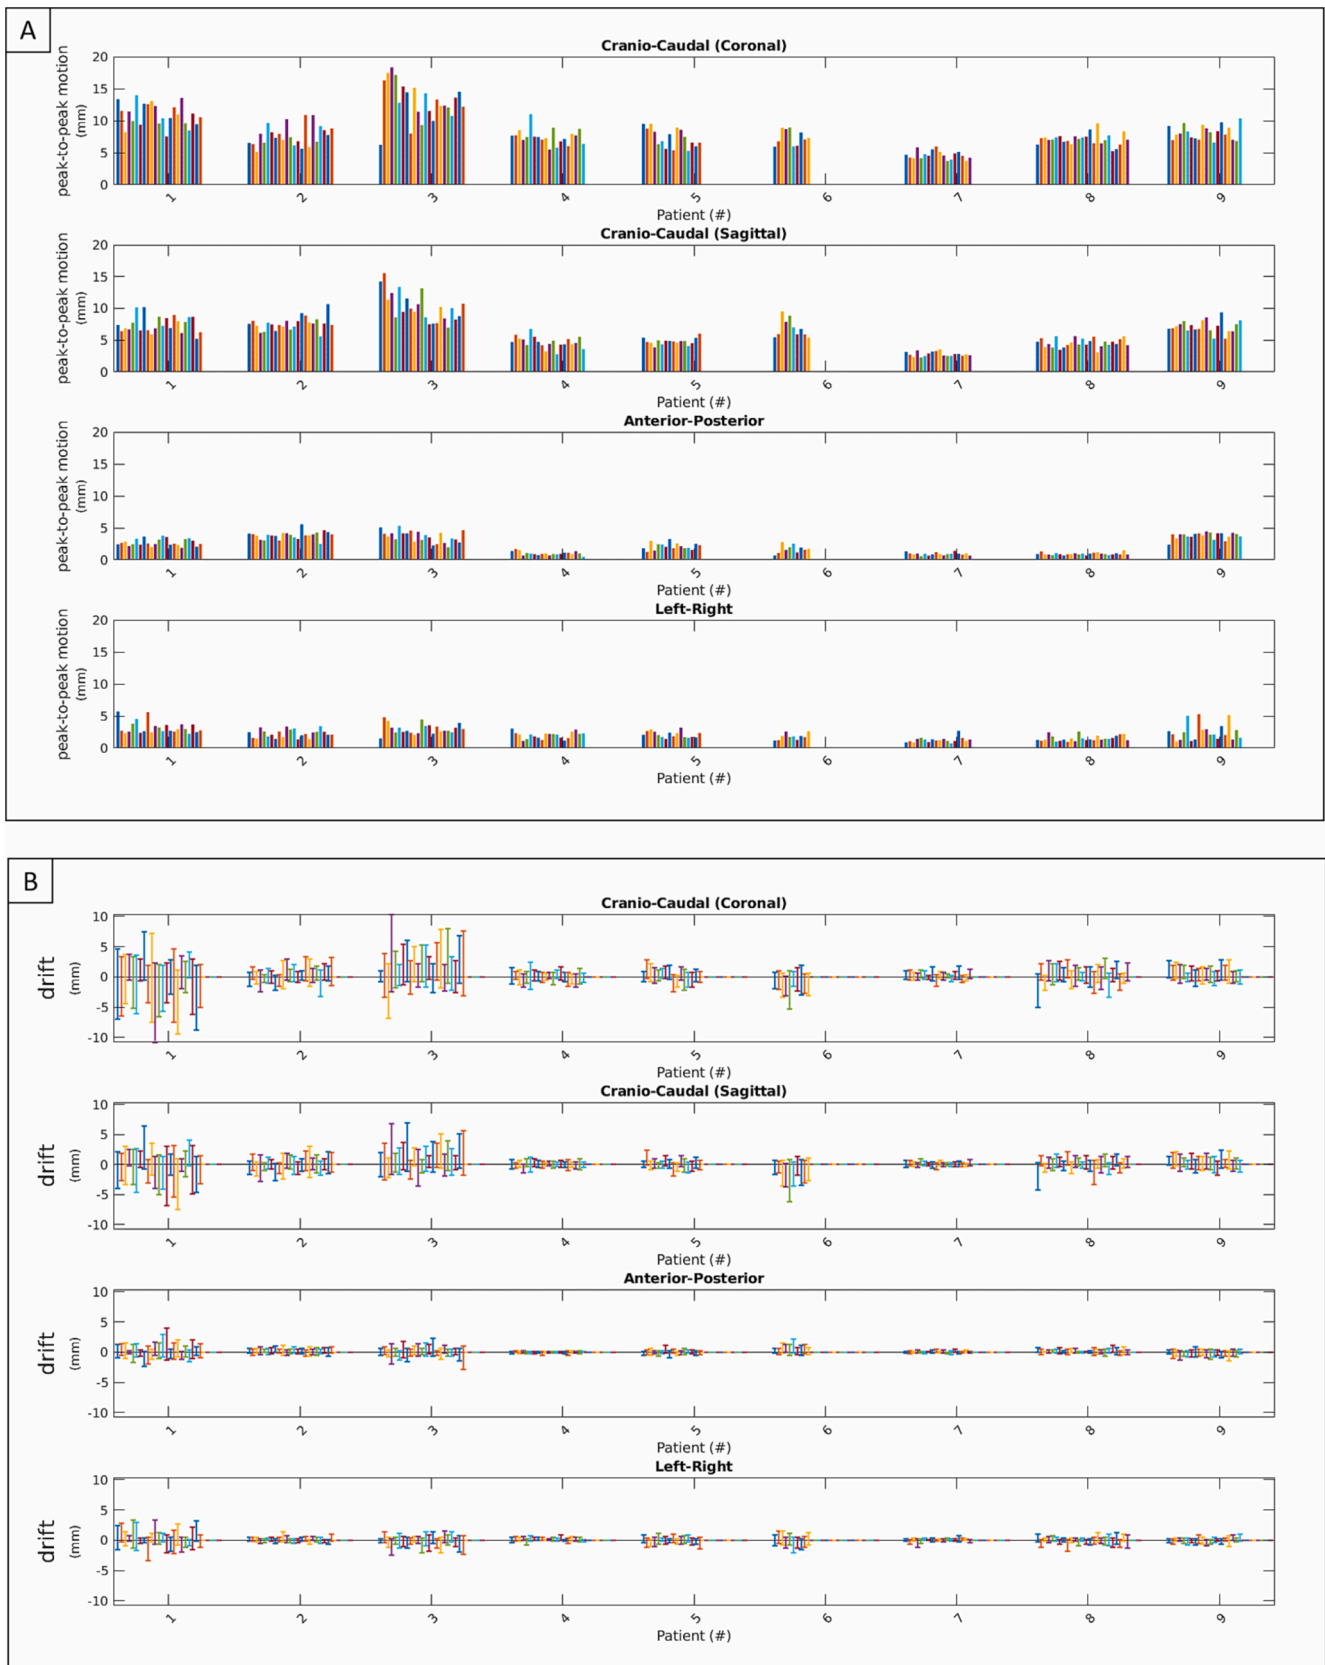 A
Cranio-Caudal (Coronal)
peak-to-peak motion
(mm)
20
15
10
5
0
1 2 3 4 5 6 7 8 9
Patient (#)
Cranio-Caudal (Sagittal)
peak-to-peak motion
(mm)
20
15
10
5
0
1 2 3 4 5 6 7 8 9
Patient (#)
Anterior-Posterior
peak-to-peak motion
(mm)
20
15
10
5
0
1 2 3 4 5 6 7 8 9
Patient (#)
Left-Right
peak-to-peak motion
(mm)
20
15
10
5
0
1 2 3 4 5 6 7 8 9
Patient (#)
B
Cranio-Caudal (Coronal)
drift
(mm)
10
5
0
-5
-10
1 2 3 4 5 6 7 8 9
Patient (#)
Cranio-Caudal (Sagittal)
drift
(mm)
10
5
0
-5
-10
1 2 3 4 5 6 7 8 9
Patient (#)
Anterior-Posterior
drift
(mm)
10
5
0
-5
-10
1 2 3 4 5 6 7 8 9
Patient (#)
Left-Right
drift
(mm)
10
5
0
-5
-10
1 2 3 4 5 6 7 8 9
Patient (#)